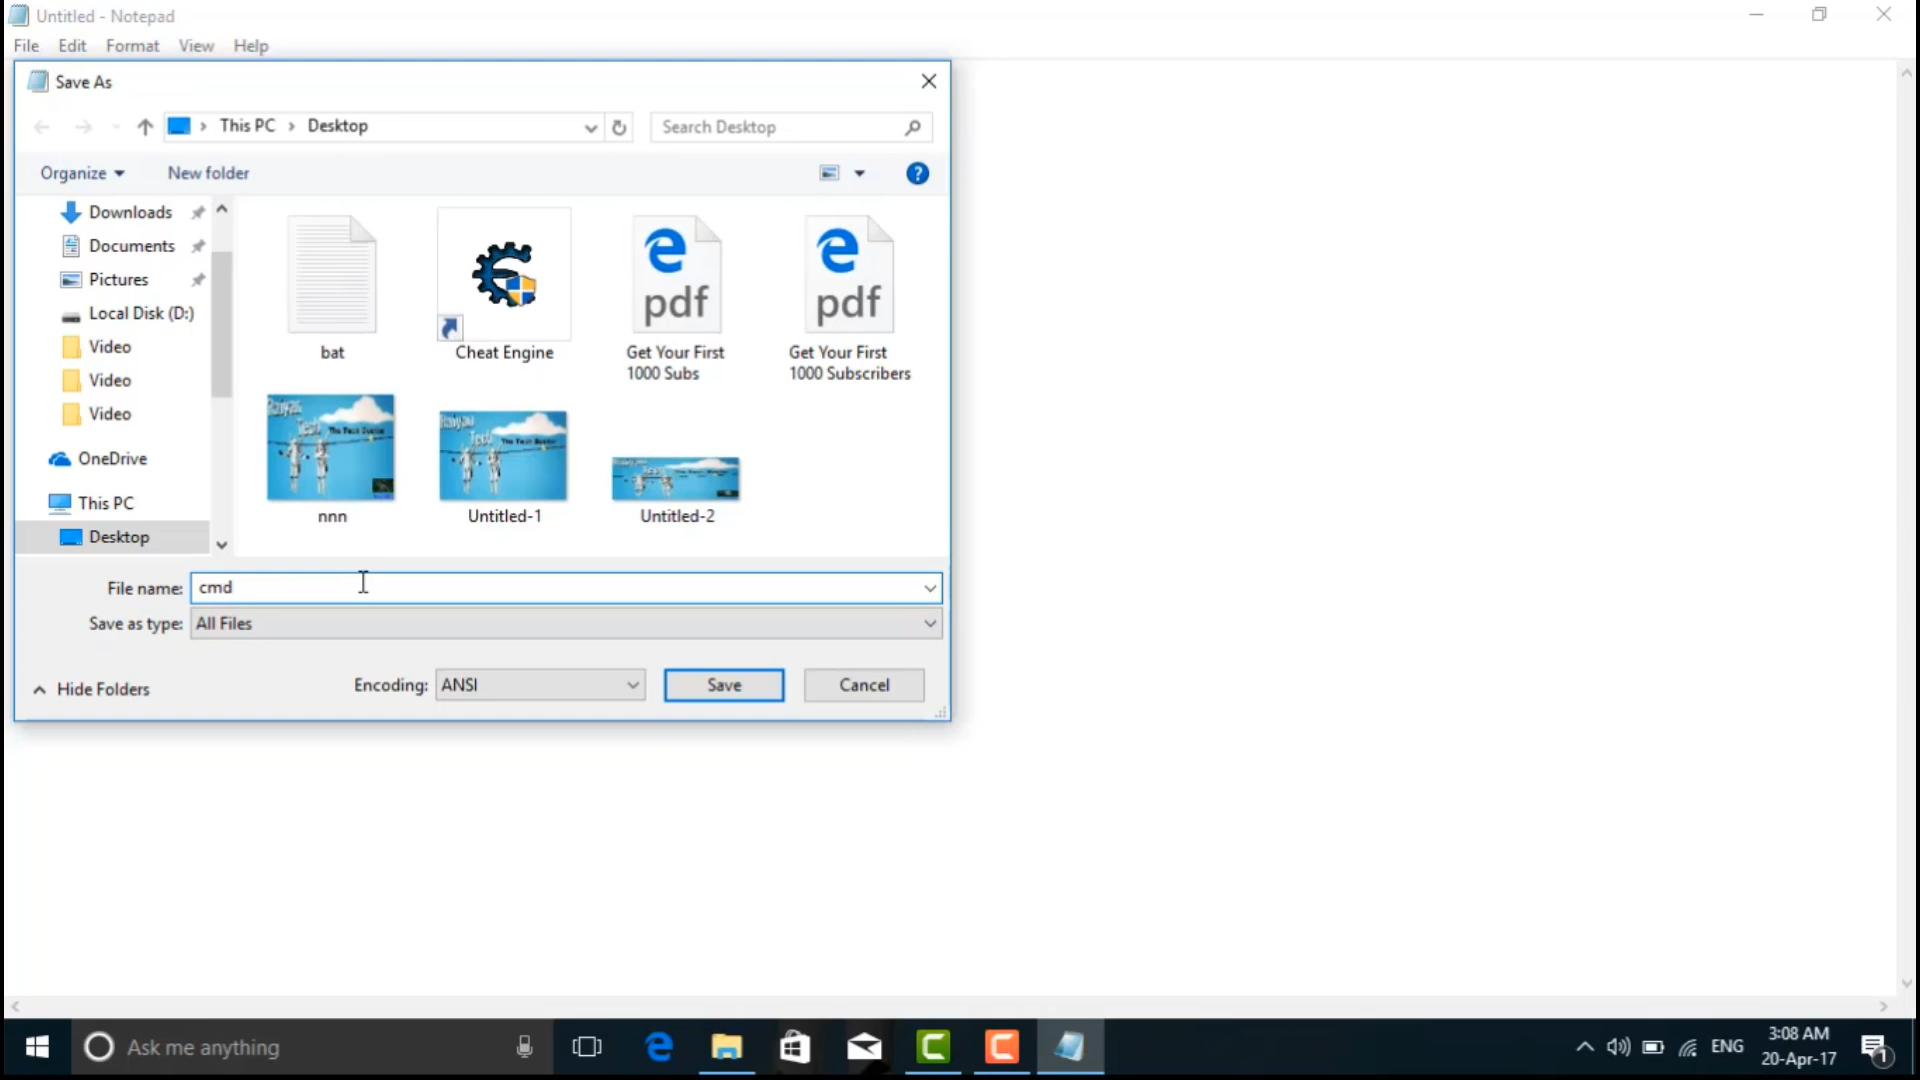 Untitled - Notepad
File Edit Format View Help
Save As
This PC Desktop
Search Desktop
Organize New folder
Downloads
Documents
Pictures
Local Disk (D:)
Video
Video
Video
OneDrive
This PC
Desktop
bat
Cheat Engine
pdf
Get Your First
1000 Subs
pdf
Get Your First
1000 Subscribers
nnn
Untitled-1
Untitled-2
File name: cmd
Save as type: All Files
Hide Folders
Encoding: ANSI
Save
Cancel
Ask me anything
ENG
3:08 AM
20-Apr-17
1